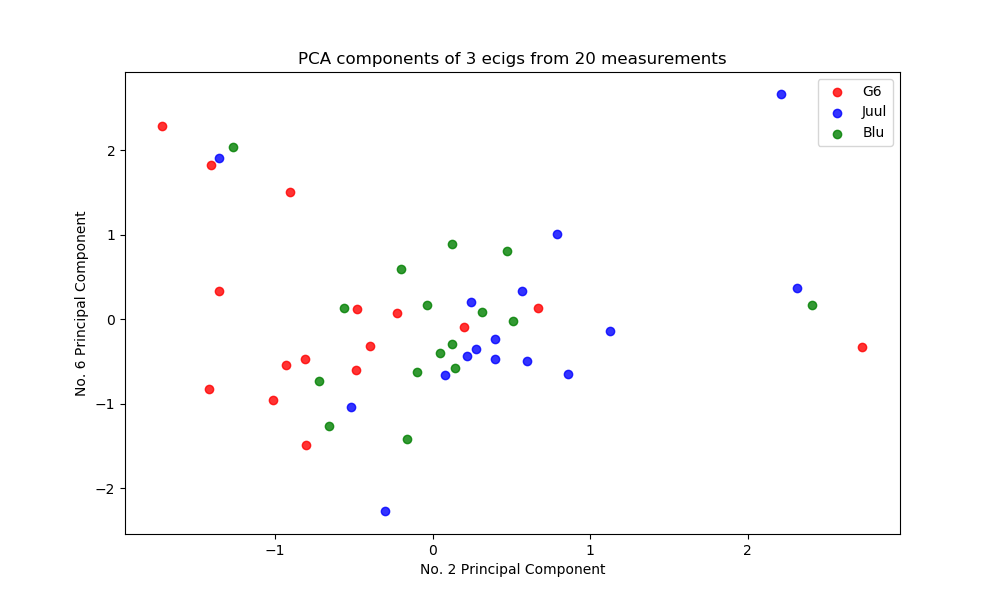 PCA components of 3 ecigs from 20 measurements
G6
Juul
Blu
No. 6 Principal Component
2
1
0
−1
−2
−1
0
1
2
No. 2 Principal Component